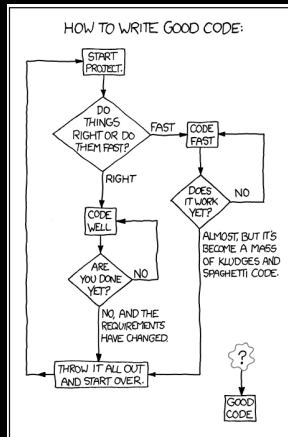 HOW TO WRITE GOOD CODE:
START
PROJECT.
DO
THINGS
RIGHT OR DO
THEM FAST?
FAST
CODE
FAST
RIGHT
DOES
IT WORK
YET?
NO
CODE
WELL
ALMOST, BUT IT'S
BECOME A MASS
OF KLUDGES AND
SPAGHETTI CODE.
ARE
YOU DONE
YET?
NO
NO, AND THE
REQUIREMENTS
HAVE CHANGED.
THROW IT ALL OUT
AND START OVER.
?
GOOD
CODE